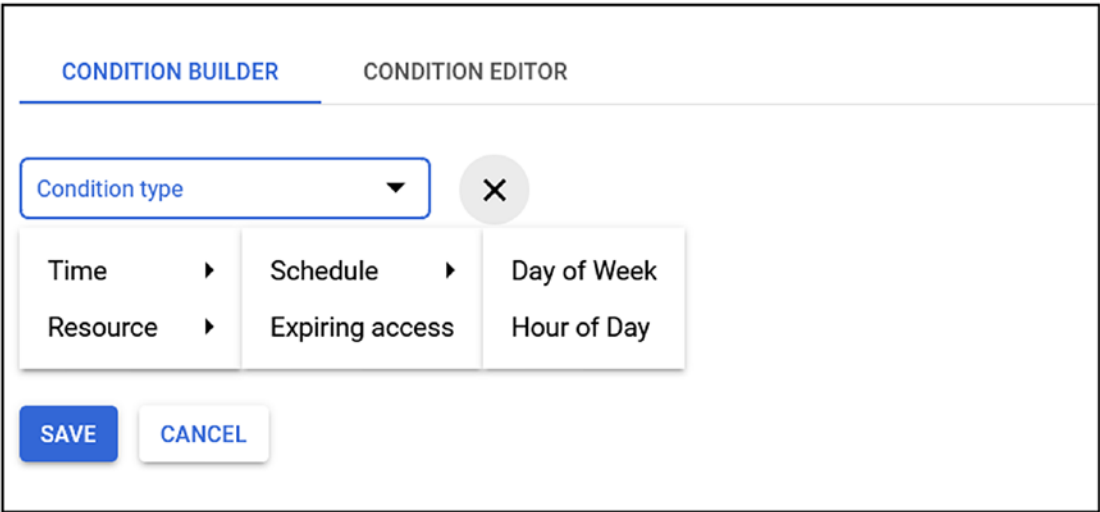 CONDITION BUILDER CONDITION EDITOR
Condition type
Time Schedule Day of Week
Resource Expiring access Hour of Day
SAVE CANCEL